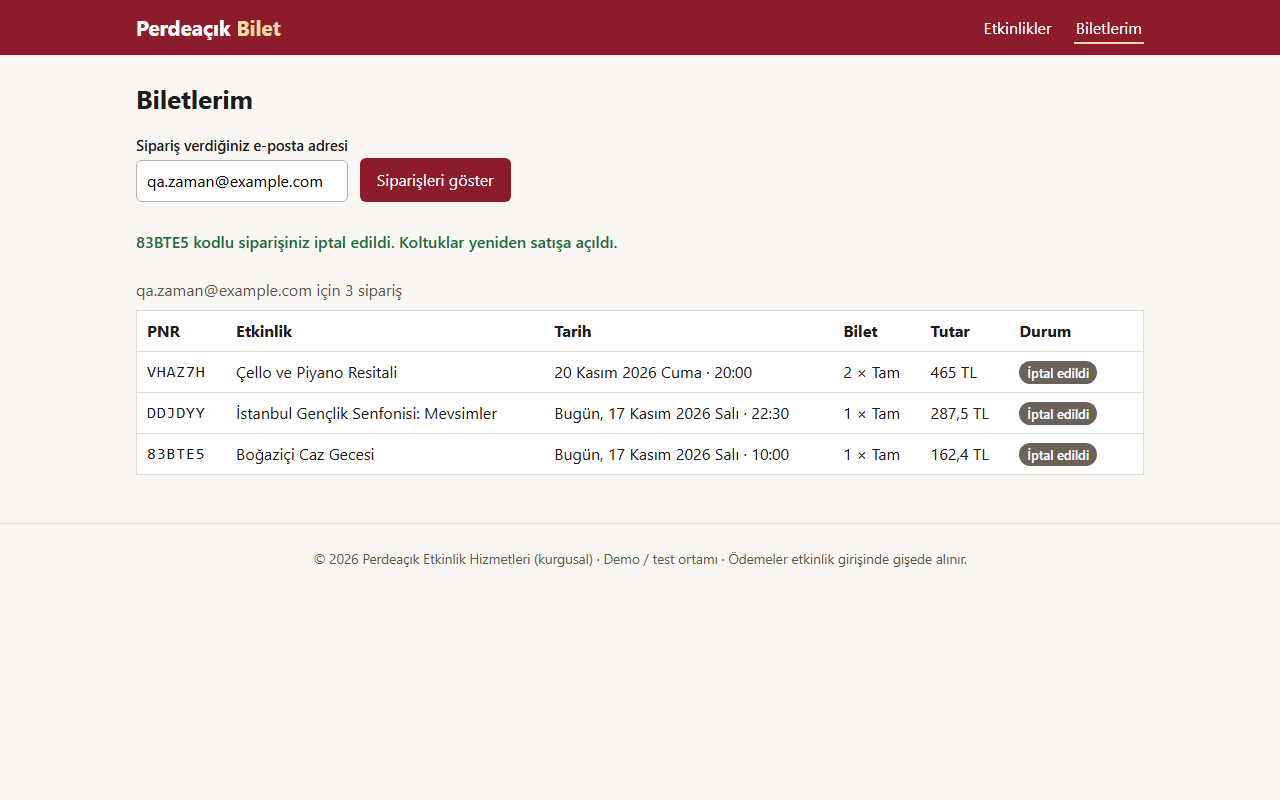 Perdeaçık Bilet
Etkinlikler Biletlerim
Biletlerim
Sipariş verdiğiniz e-posta adresi
qa.zaman@example.com Siparişleri göster
83BTE5 kodlu siparişiniz iptal edildi. Koltuklar yeniden satışa açıldı.
qa.zaman@example.com için 3 sipariş
PNR Etkinlik Tarih Bilet Tutar Durum
VHAZ7H Çello ve Piyano Resitali 20 Kasım 2026 Cuma · 20:00 2 × Tam 465 TL İptal edildi
DDJDYY İstanbul Gençlik Senfonisi: Mevsimler Bugün, 17 Kasım 2026 Salı · 22:30 1 × Tam 287,5 TL İptal edildi
83BTE5 Boğaziçi Caz Gecesi Bugün, 17 Kasım 2026 Salı · 10:00 1 × Tam 162,4 TL İptal edildi
© 2026 Perdeaçık Etkinlik Hizmetleri (kurgusal) · Demo / test ortamı · Ödemeler etkinlik girişinde gişede alınır.